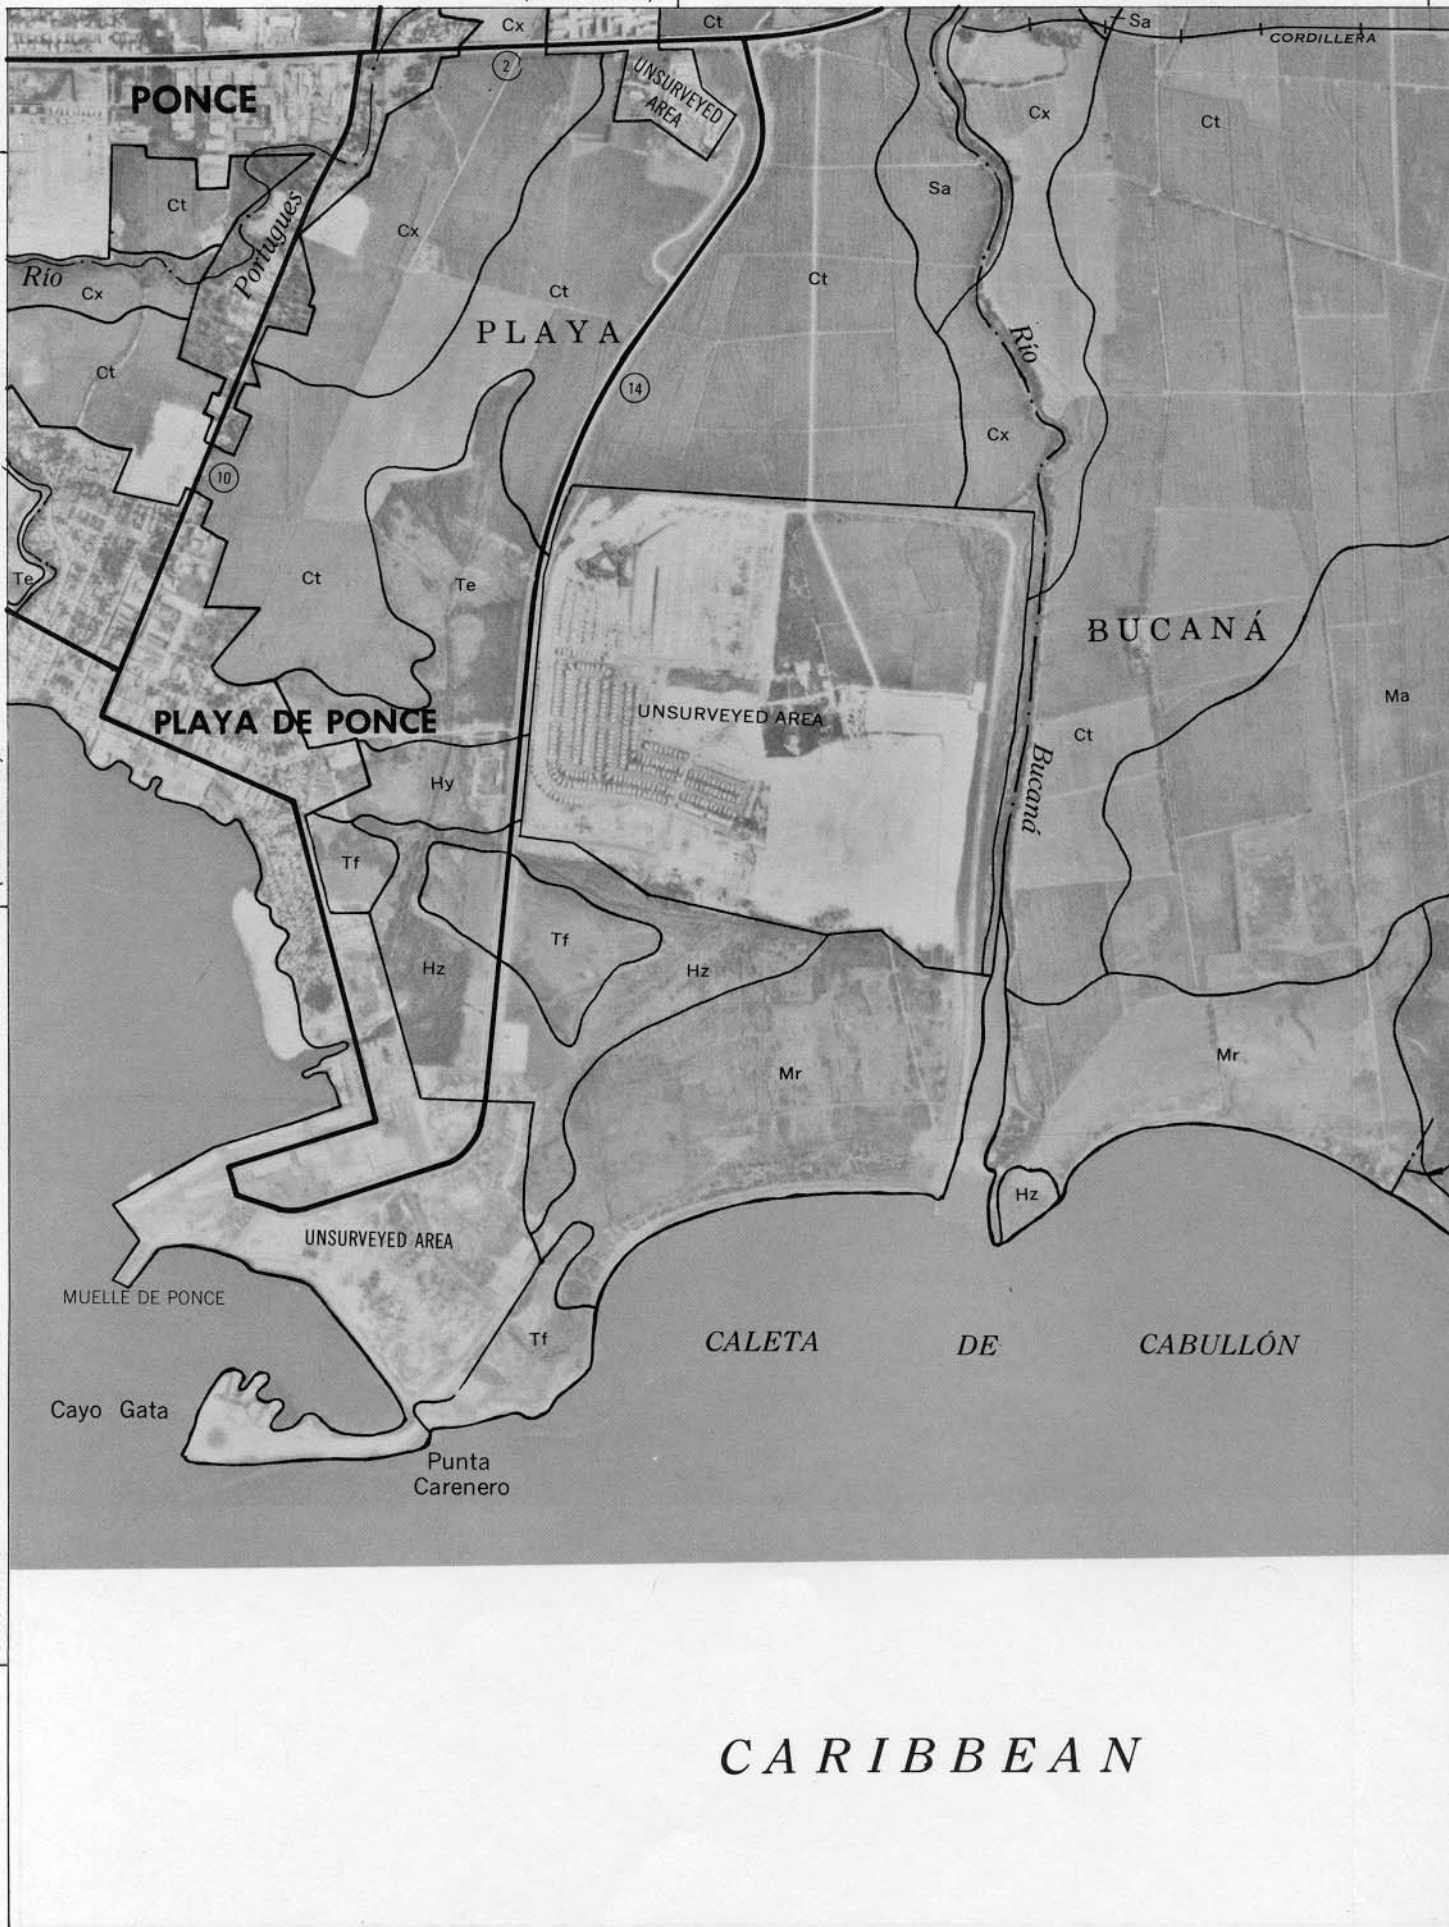 Cx
Ct
Sa
CORDILLERA
2
UNSURVEYED
AREA
PONCE
Cx
Ct
Sa
Ct
Cx
Portugues
Río
Cx
Ct
Ct
PLAYA
Río
Ct
14
Cx
10
Te
Ct
Te
BUCANÁ
Ma
UNSURVEYED AREA
PLAYA DE PONCE
Ct
Bucaná
Hy
Tf
Tf
Hz
Hz
Mr
Mr
Hz
UNSURVEYED AREA
MUELLE DE PONCE
Tf
CALETA DE CABULLÓN
Cayo Gata
Punta
Carenero
CARIBBEAN